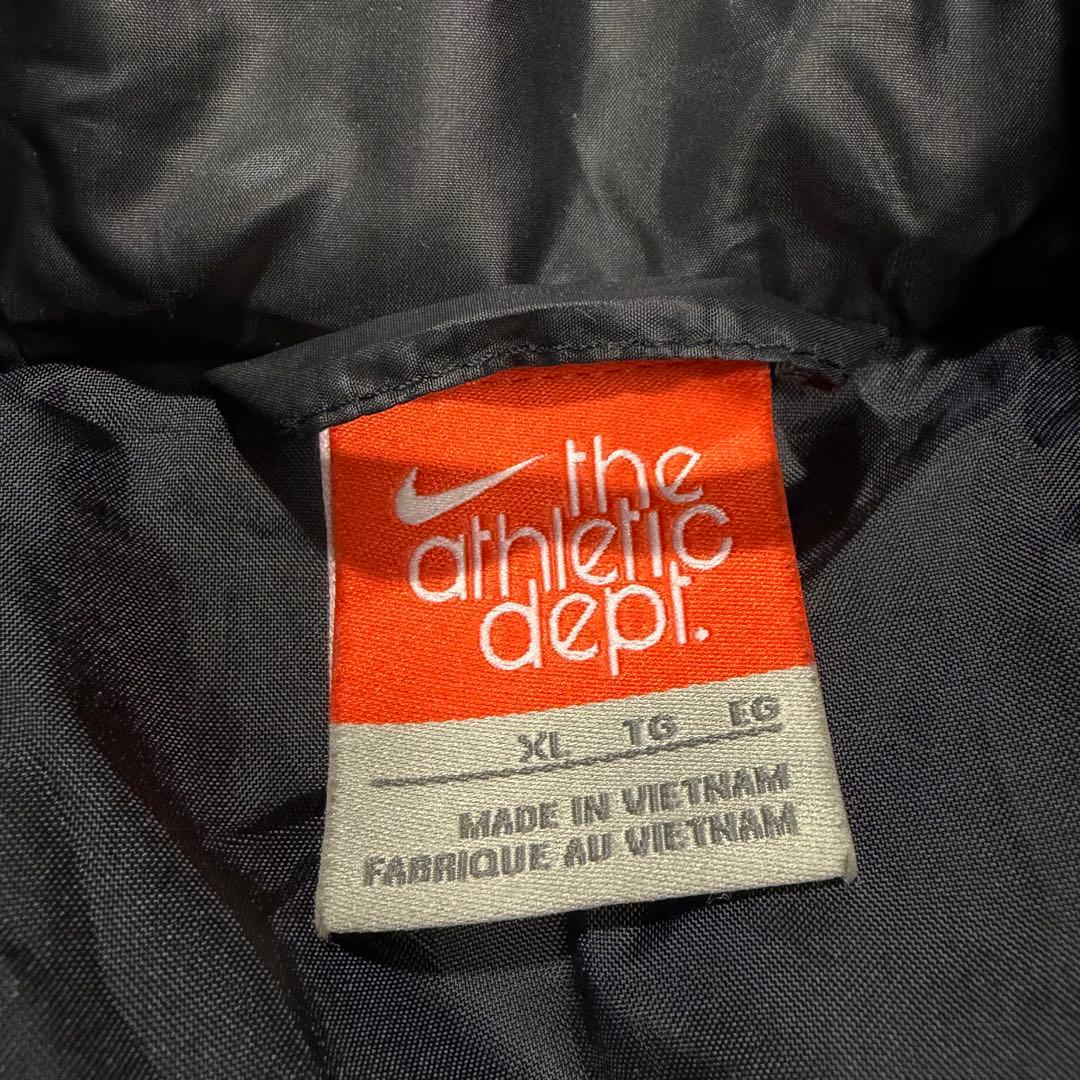 the
athletic
dept.
XL TG EG
MADE IN VIETNAM
FABRIQUE AU VIETNAM